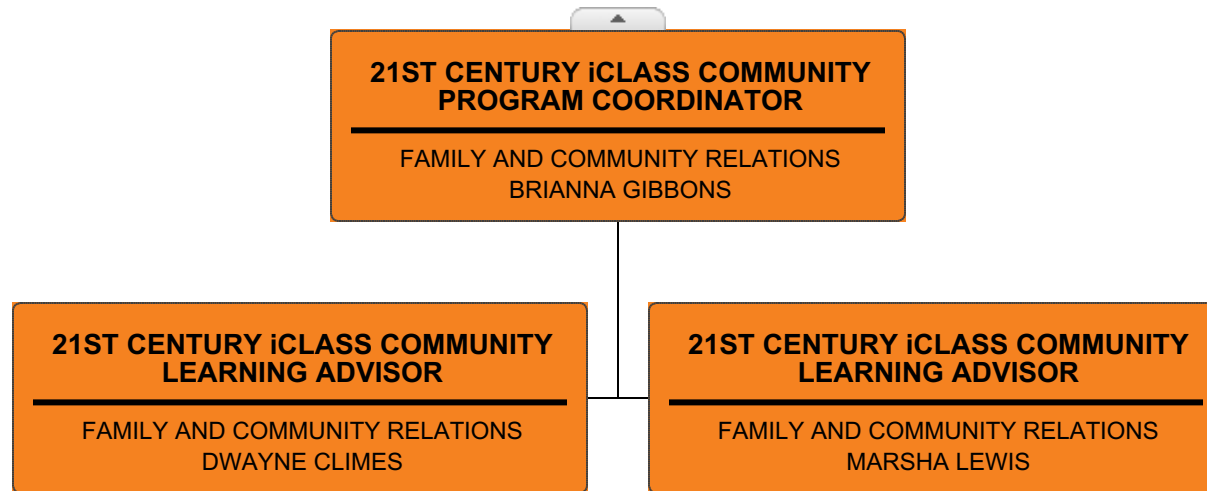 21ST CENTURY iCLASS COMMUNITY
PROGRAM COORDINATOR
FAMILY AND COMMUNITY RELATIONS
BRIANNA GIBBONS
21ST CENTURY iCLASS COMMUNITY
LEARNING ADVISOR
FAMILY AND COMMUNITY RELATIONS
DWAYNE CLIMES
21ST CENTURY iCLASS COMMUNITY
LEARNING ADVISOR
FAMILY AND COMMUNITY RELATIONS
MARSHA LEWIS